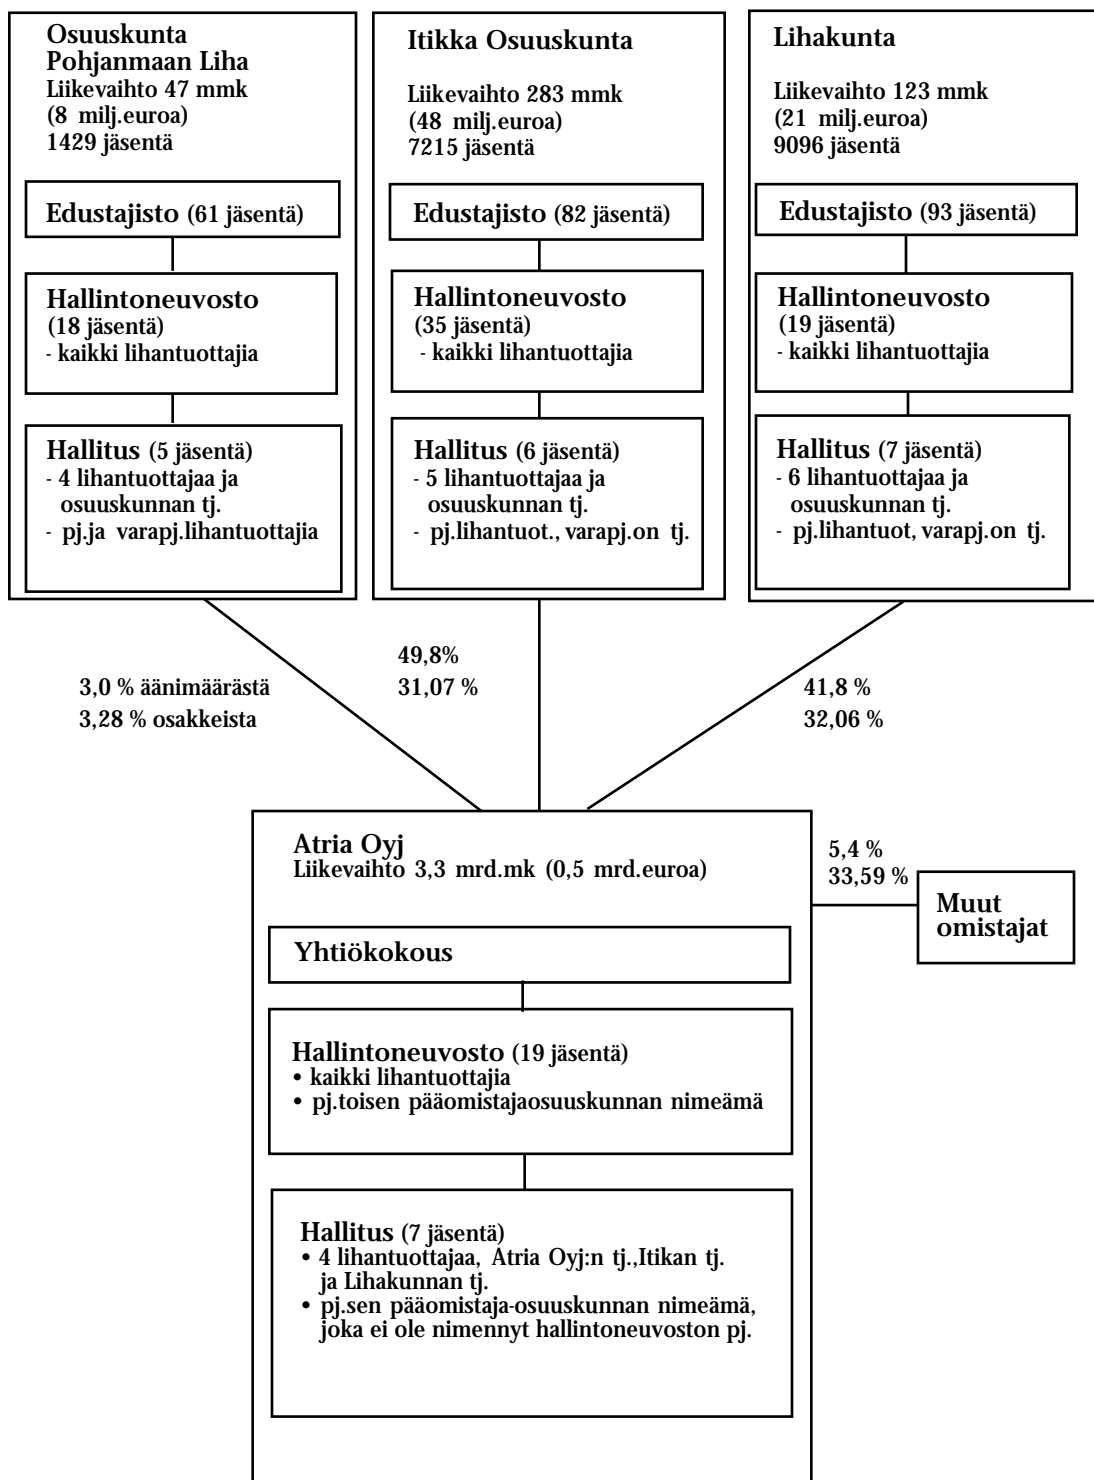 Osuuskunta
Pohjanmaan Liha
Liikevaihto 47 mmk
(8 milj.euroa)
1429 jäsentä
Edustajisto (61 jäsentä)
Hallintoneuvosto
(18 jäsentä)
- kaikki lihantuottajia
Hallitus (5 jäsentä)
- 4 lihantuottajaa ja
osuuskunnan tj.
- pj.ja varapj.lihantuottajia
Itikka Osuuskunta
Liikevaihto 283 mmk
(48 milj.euroa)
7215 jäsentä
Edustajisto (82 jäsentä)
Hallintoneuvosto
(35 jäsentä)
- kaikki lihantuottajia
Hallitus (6 jäsentä)
- 5 lihantuottajaa ja
osuuskunnan tj.
- pj.lihantuot., varapj.on tj.
Lihakunta
Liikevaihto 123 mmk
(21 milj.euroa)
9096 jäsentä
Edustajisto (93 jäsentä)
Hallintoneuvosto
(19 jäsentä)
- kaikki lihantuottajia
Hallitus (7 jäsentä)
- 6 lihantuottajaa ja
osuuskunnan tj.
- pj.lihantuot, varapj.on tj.
3,0 % äänimäärästä
3,28 % osakkeista
49,8%
31,07 %
41,8 %
32,06 %
Atria Oyj
Liikevaihto 3,3 mrd.mk (0,5 mrd.euroa)
5,4 %
33,59 %
Muut
omistajat
Yhtiökokous
Hallintoneuvosto (19 jäsentä)
• kaikki lihantuottajia
• pj.toisen pääomistajaosuuskunnan nimeämä
Hallitus (7 jäsentä)
• 4 lihantuottajaa, Atria Oyj:n tj.,Itikan tj.
ja Lihakunnan tj.
• pj.sen pääomistaja-osuuskunnan nimeämä,
joka ei ole nimennyt hallintoneuvoston pj.